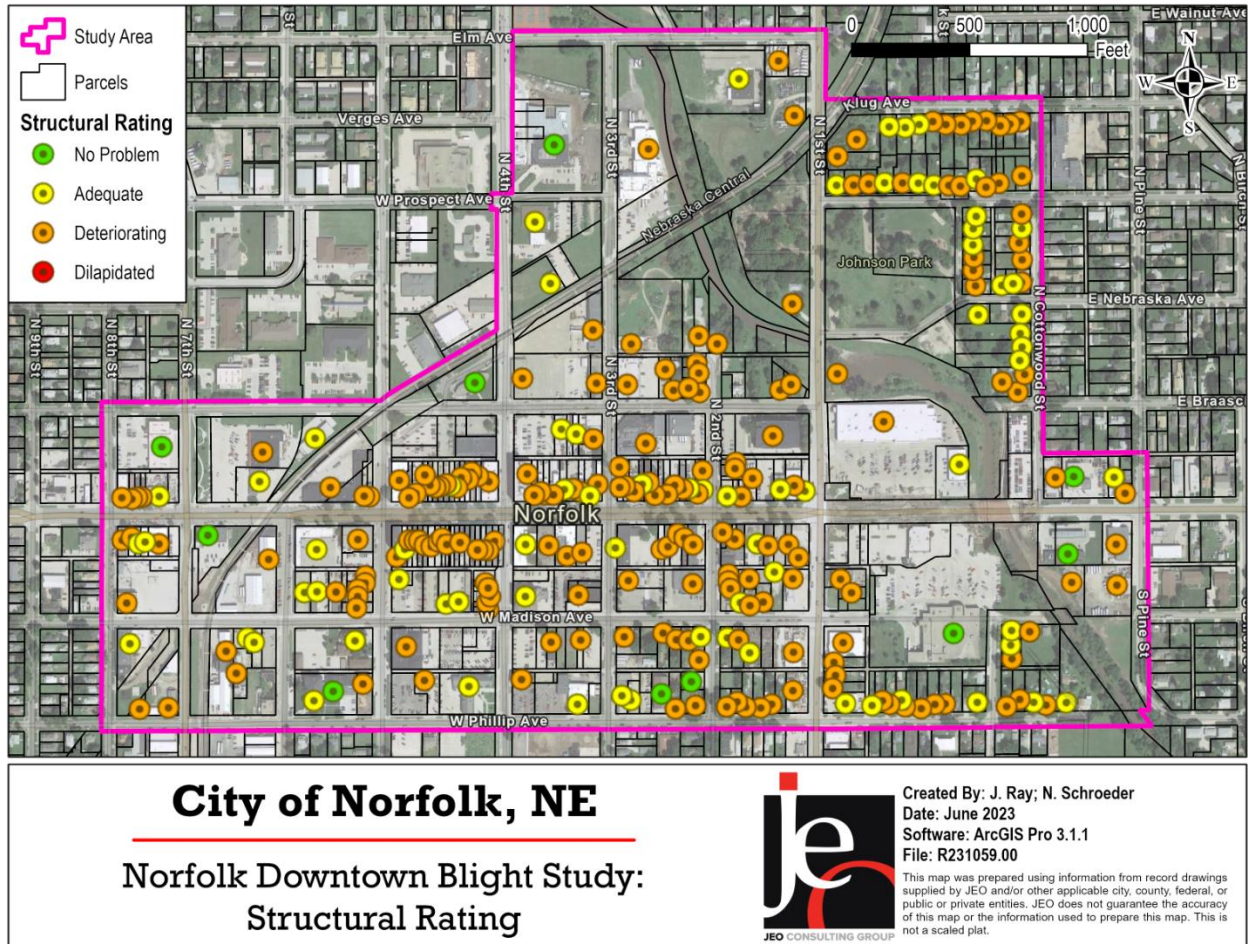 Study Area
Parcels
Structural Rating
No Problem
Adequate
Deteriorating
Dilapidated
0 500 1,000
Feet
N
W E
S
E Walnut Ave
Elm Ave
Klug Ave
Verges Ave
N 4th St
N 3rd St
N 1st St
N Pine St
N Birch St
W Prospect Ave
Nebraska Central
Johnson Park
E Nebraska Ave
N Cottonwood St
N 9th St
N 8th St
N 7th St
N 3rd St
N 2nd St
Norfolk
W Madison Ave
S Pine St
W Phillip Ave
City of Norfolk, NE
Norfolk Downtown Blight Study:
Structural Rating
jeo
JEO CONSULTING GROUP
Created By: J. Ray; N. Schroeder
Date: June 2023
Software: ArcGIS Pro 3.1.1
File: R231059.00
This map was prepared using information from record drawings
supplied by JEO and/or other applicable city, county, federal, or
public or private entities. JEO does not guarantee the accuracy
of this map or the information used to prepare this map. This is
not a scaled plat.